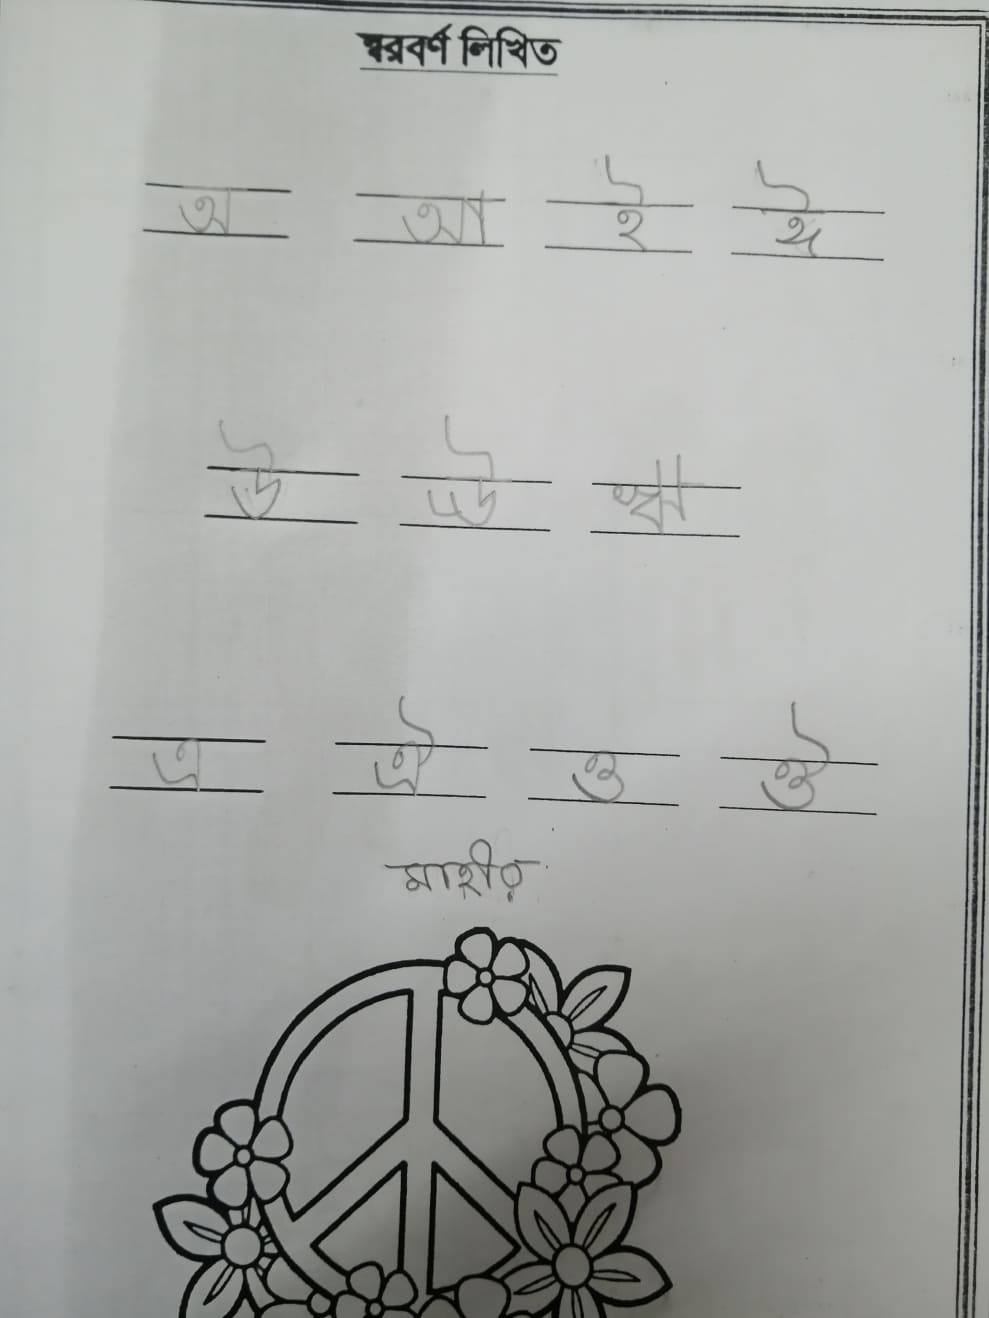 স্বরবর্ণ লিখিত
অ আ ই ঈ
উ ঊ ঋ
এ ঐ ও ঔ
মাহীর